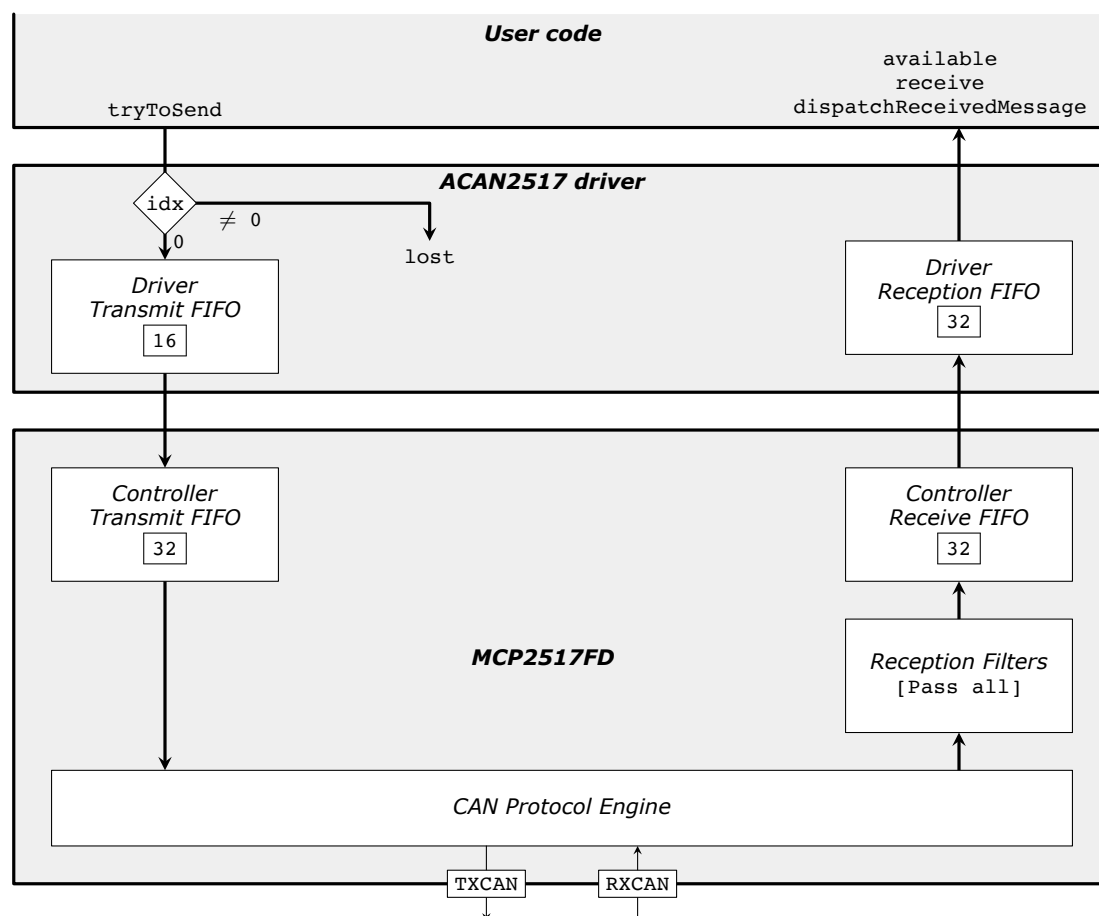 User code
available
receive
tryToSend
dispatchReceivedMessage
ACAN2517 driver
idx
≠ 0
0
lost
Driver
Transmit FIFO
16
Driver
Reception FIFO
32
Controller
Transmit FIFO
32
Controller
Receive FIFO
32
MCP2517FD
Reception Filters
[Pass all]
CAN Protocol Engine
TXCAN
RXCAN